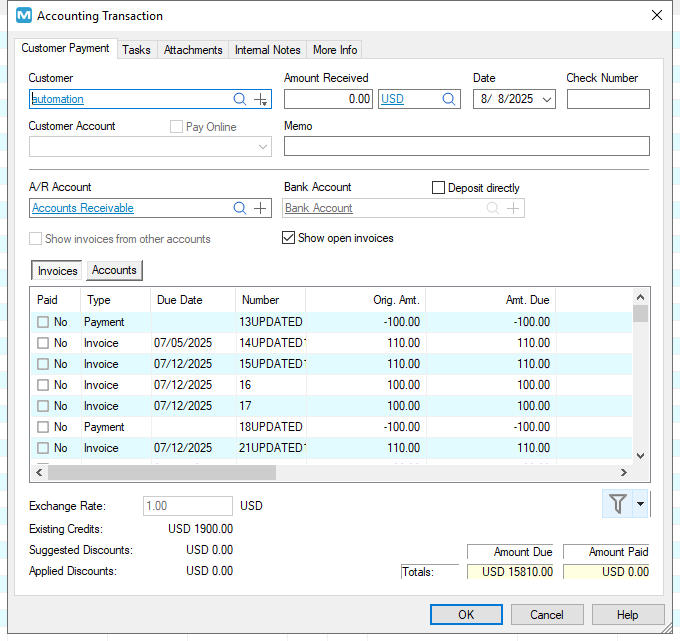 M Accounting Transaction
Customer Payment Tasks Attachments Internal Notes More Info
Customer Amount Received Date Check Number
automation 0.00 USD 8/ 8/2025
Customer Account Pay Online Memo
A/R Account Bank Account Deposit directly
Accounts Receivable Bank Account
Show invoices from other accounts Show open invoices
Invoices Accounts
Paid Type Due Date Number Orig. Amt. Amt. Due
No Payment 13UPDATED -100.00 -100.00
No Invoice 07/05/2025 14UPDATED 110.00 110.00
No Invoice 07/12/2025 15UPDATED 110.00 110.00
No Invoice 07/12/2025 16 100.00 100.00
No Invoice 07/12/2025 17 100.00 100.00
No Payment 18UPDATED -100.00 -100.00
No Invoice 07/12/2025 21UPDATED 110.00 110.00
Exchange Rate: 1.00 USD
Existing Credits: USD 1900.00
Suggested Discounts: USD 0.00 Amount Due Amount Paid
Applied Discounts: USD 0.00 Totals: USD 15810.00 USD 0.00
OK Cancel Help